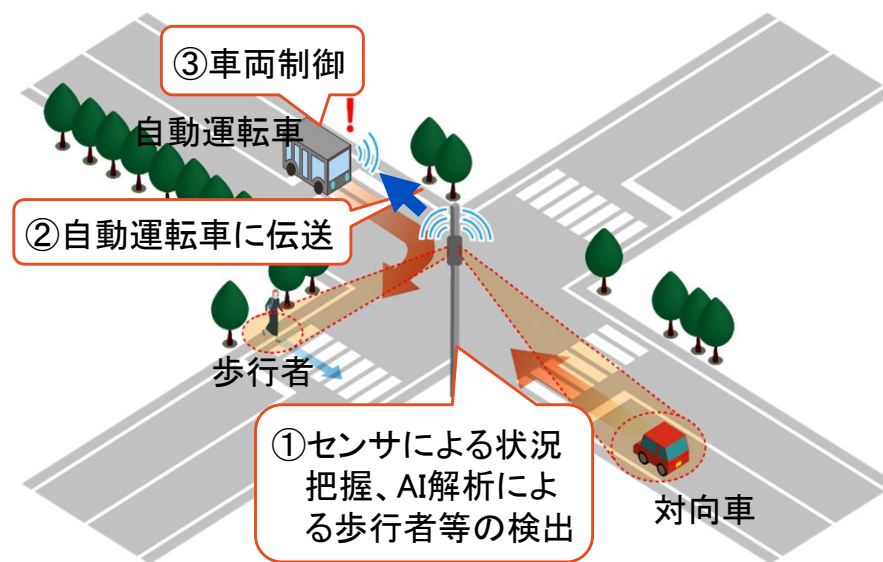 ③車両制御
自動運転車
!
②自動運転車に伝送
歩行者
①センサによる状況
把握、AI解析によ
る歩行者等の検出
対向車